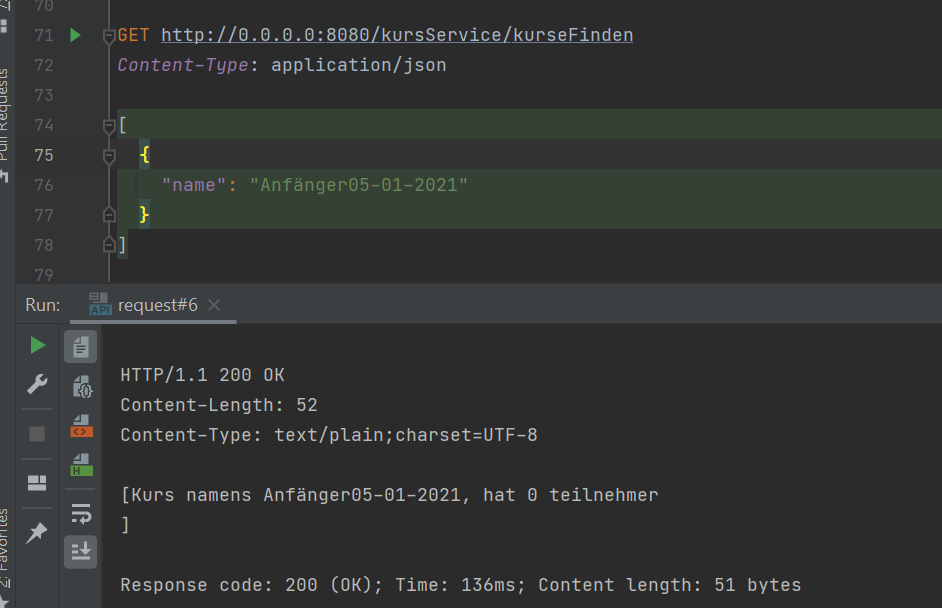 70
71 GET http://0.0.0.0:8080/kursService/kurseFinden
72 Content-Type: application/json
73
74 [
75 {
76 "name": "Anfänger05-01-2021"
77 }
78 ]
79
Pull Requests
Run: request#6
HTTP/1.1 200 OK
Content-Length: 52
Content-Type: text/plain;charset=UTF-8
[Kurs namens Anfänger05-01-2021, hat 0 teilnehmer
]
Response code: 200 (OK); Time: 136ms; Content length: 51 bytes
2: Favorites
API
H